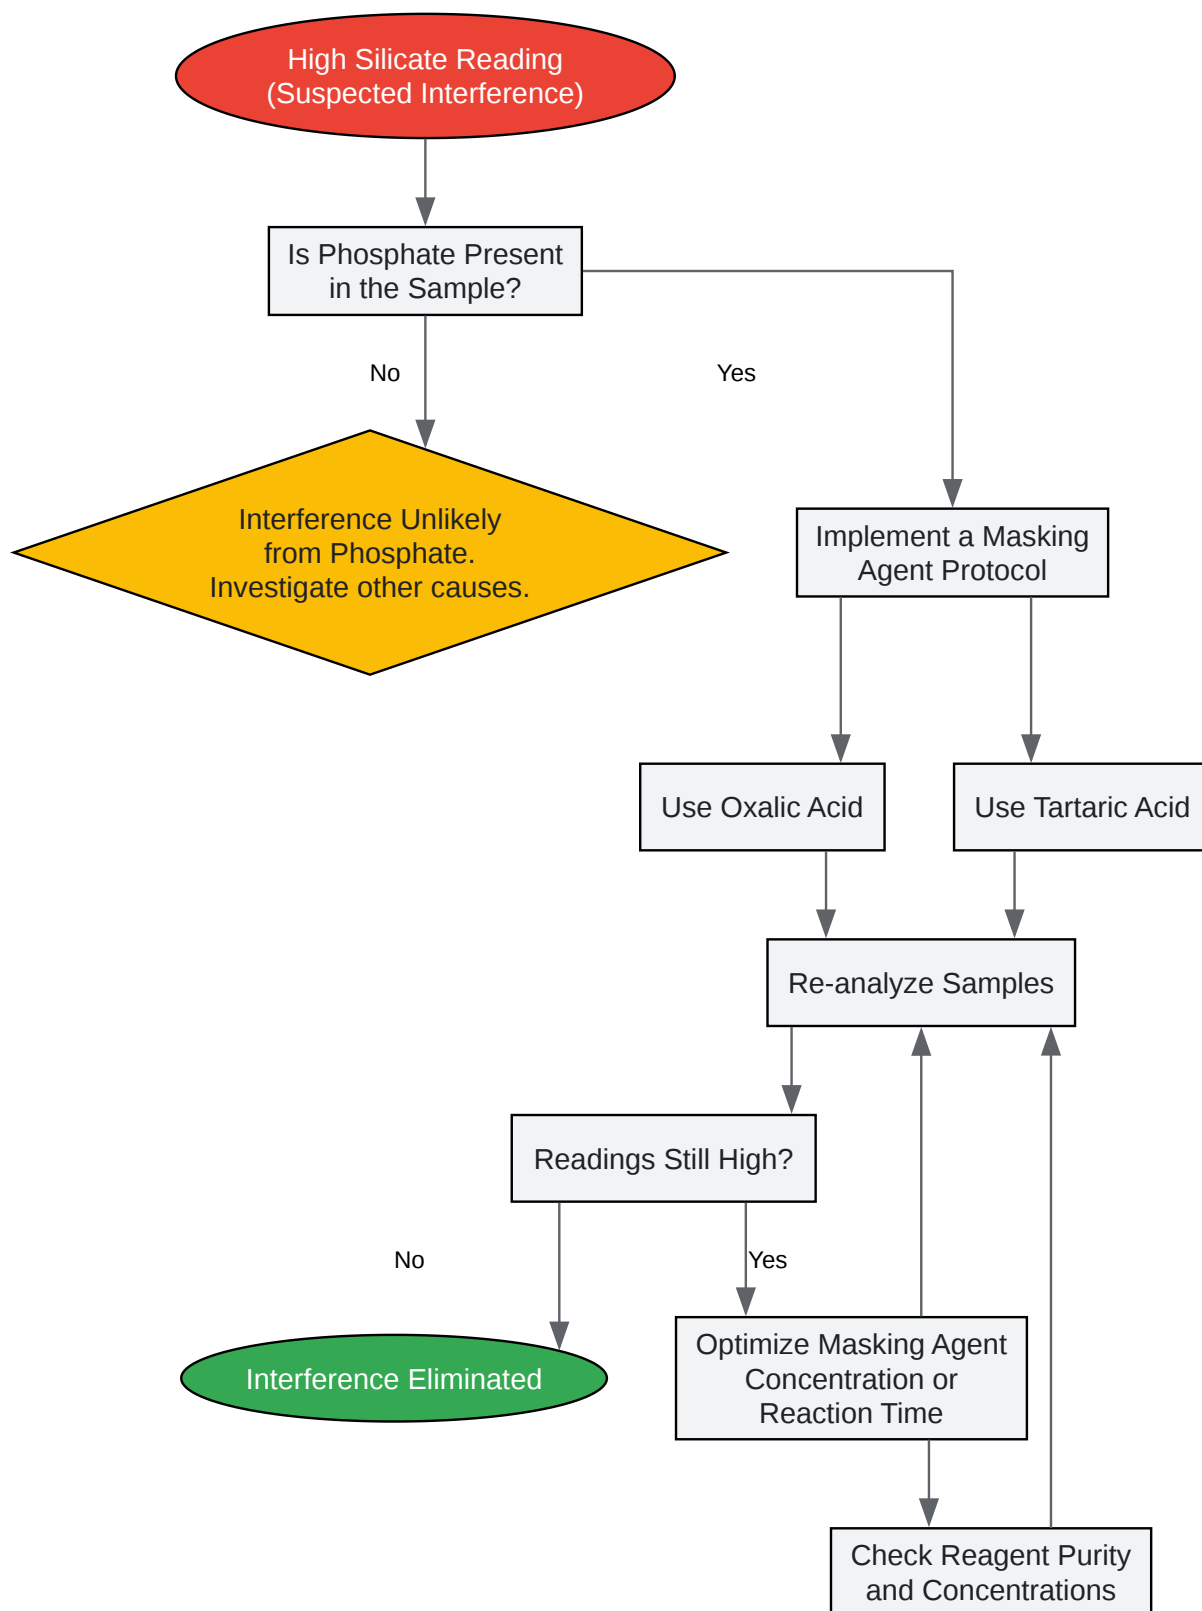 High Silicate Reading
(Suspected Interference)
Is Phosphate Present
in the Sample?
No
Yes
Interference Unlikely
from Phosphate.
Investigate other causes.
Implement a Masking
Agent Protocol
Use Oxalic Acid
Use Tartaric Acid
Re-analyze Samples
Readings Still High?
No
Yes
Interference Eliminated
Optimize Masking Agent
Concentration or
Reaction Time
Check Reagent Purity
and Concentrations